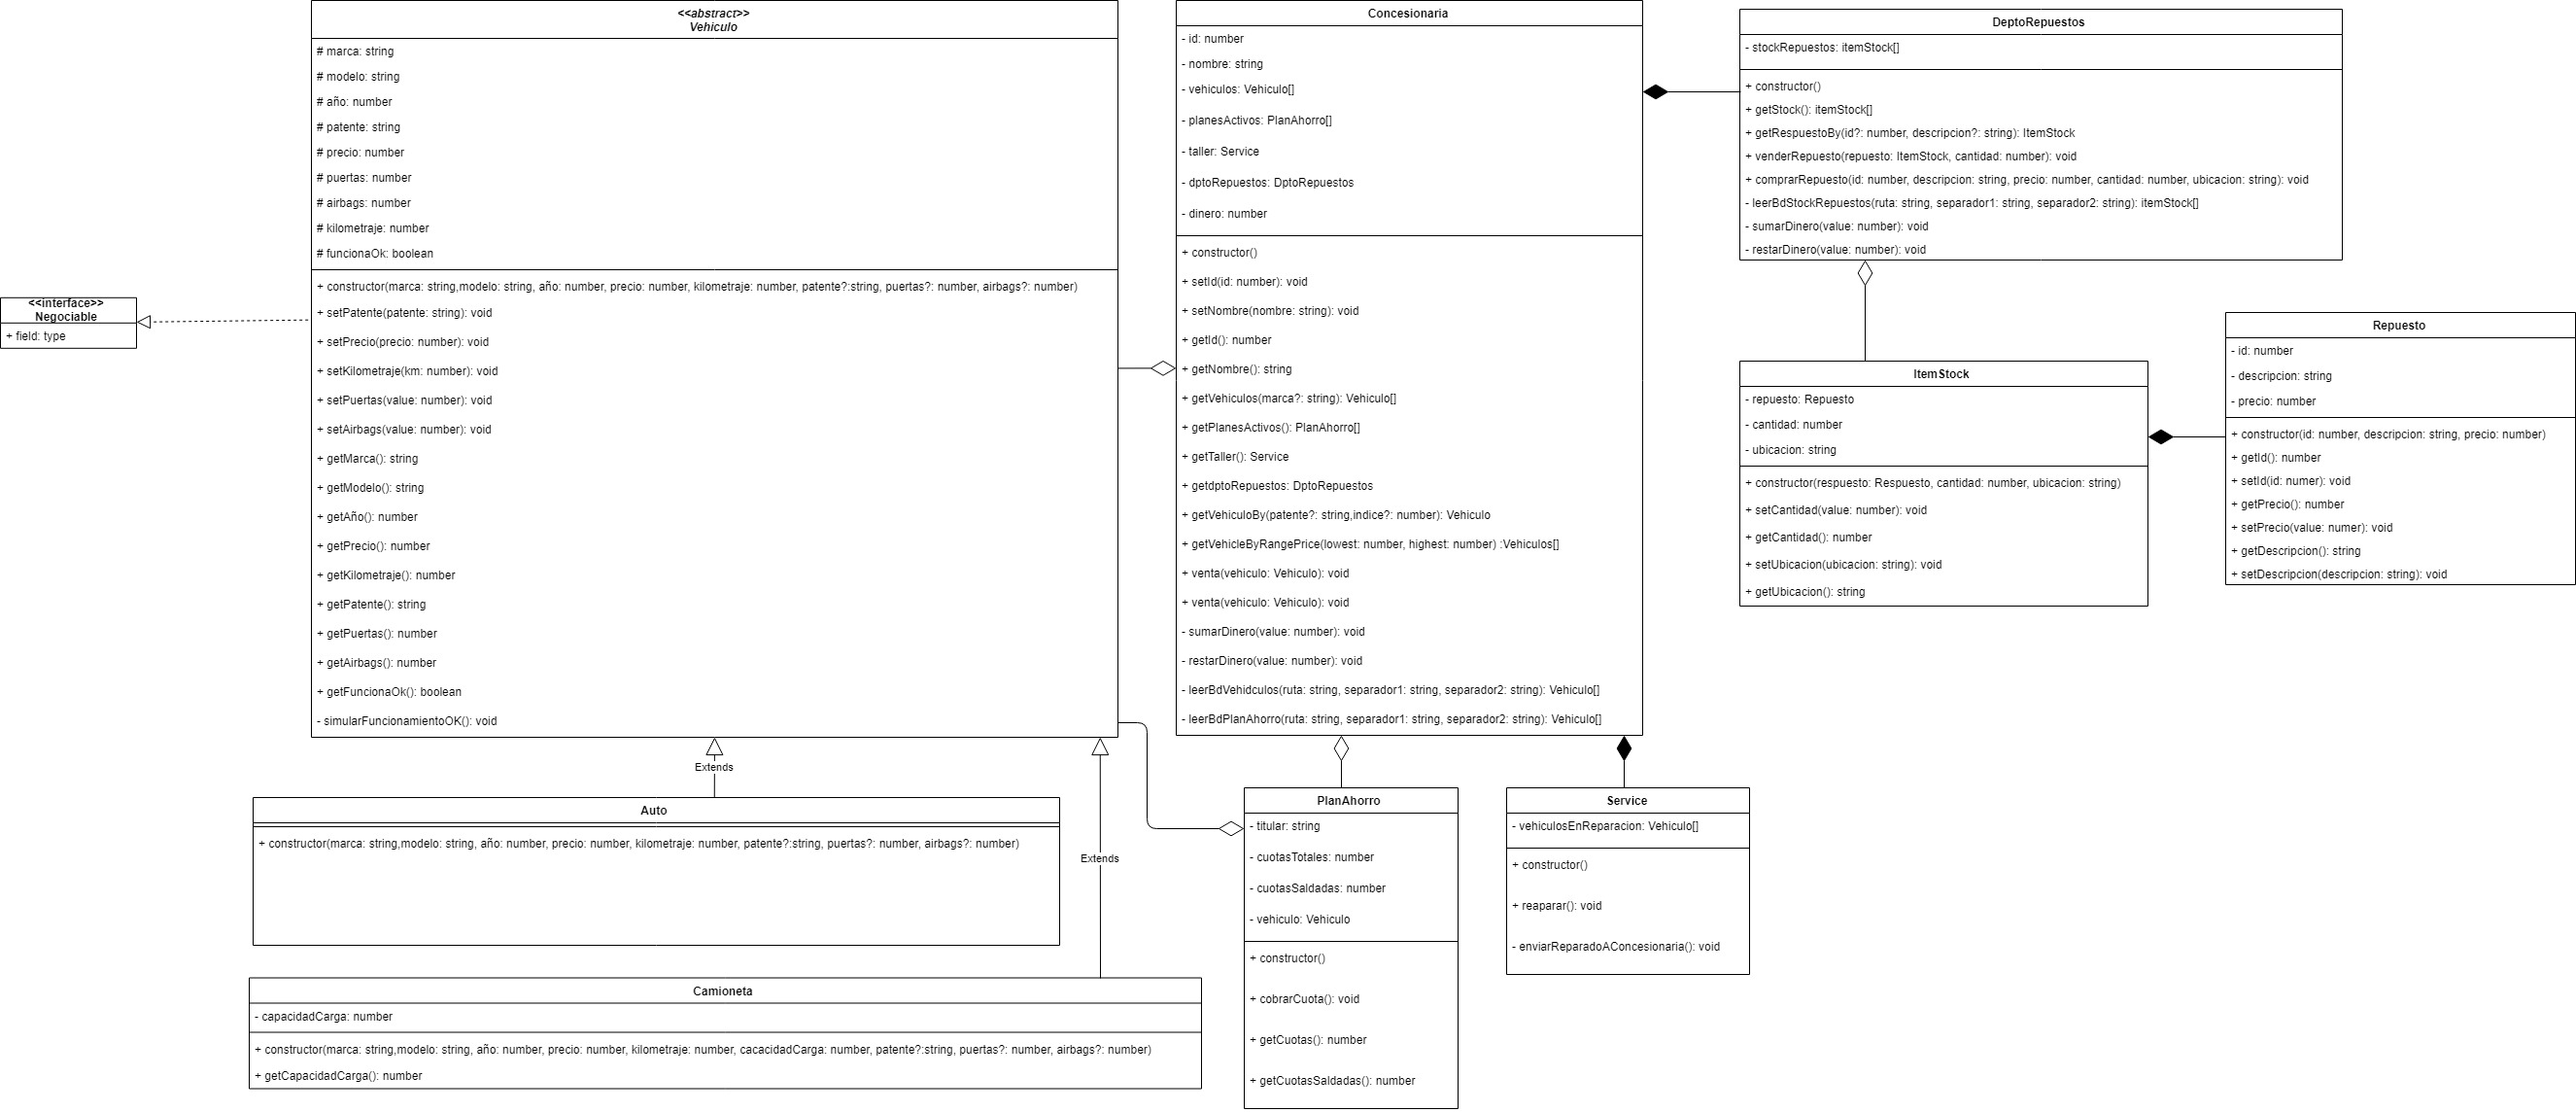 <<interface>>
Negociable
+ field: type
<<abstract>>
Vehiculo
# marca: string
# modelo: string
# año: number
# patente: string
# precio: number
# puertas: number
# airbags: number
# kilometraje: number
# funcionaOk: boolean
+ constructor(marca: string,modelo: string, año: number, precio: number, kilometraje: number, patente?:string, puertas?: number, airbags?: number)
+ setPatente(patente: string): void
+ setPrecio(precio: number): void
+ setKilometraje(km: number): void
+ setPuertas(value: number): void
+ setAirbags(value: number): void
+ getMarca(): string
+ getModelo(): string
+ getAño(): number
+ getPrecio(): number
+ getKilometraje(): number
+ getPatente(): string
+ getPuertas(): number
+ getAirbags(): number
+ getFuncionaOk(): boolean
- simularFuncionamientoOK(): void
Extends
Auto
+ constructor(marca: string,modelo: string, año: number, precio: number, kilometraje: number, patente?:string, puertas?: number, airbags?: number)
Extends
Camioneta
- capacidadCarga: number
+ constructor(marca: string,modelo: string, año: number, precio: number, kilometraje: number, cacacidadCarga: number, patente?:string, puertas?: number, airbags?: number)
+ getCapacidadCarga(): number
Concesionaria
- id: number
- nombre: string
- vehiculos: Vehiculo[]
- planesActivos: PlanAhorro[]
- taller: Service
- dptoRepuestos: DptoRepuestos
- dinero: number
+ constructor()
+ setId(id: number): void
+ setNombre(nombre: string): void
+ getId(): number
+ getNombre(): string
+ getVehiculos(marca?: string): Vehiculo[]
+ getPlanesActivos(): PlanAhorro[]
+ getTaller(): Service
+ getdptoRepuestos: DptoRepuestos
+ getVehiculoBy(patente?: string,indice?: number): Vehiculo
+ getVehicleByRangePrice(lowest: number, highest: number) :Vehiculos[]
+ venta(vehiculo: Vehiculo): void
+ venta(vehiculo: Vehiculo): void
- sumarDinero(value: number): void
- restarDinero(value: number): void
- leerBdVehidculos(ruta: string, separador1: string, separador2: string): Vehiculo[]
- leerBdPlanAhorro(ruta: string, separador1: string, separador2: string): Vehiculo[]
PlanAhorro
- titular: string
- cuotasTotales: number
- cuotasSaldadas: number
- vehiculo: Vehiculo
+ constructor()
+ cobrarCuota(): void
+ getCuotas(): number
+ getCuotasSaldadas(): number
Service
- vehiculosEnReparacion: Vehiculo[]
+ constructor()
+ reaparar(): void
- enviarReparadoAConcesionaria(): void
DeptoRepuestos
- stockRepuestos: itemStock[]
+ constructor()
+ getStock(): itemStock[]
+ getRespuestoBy(id?: number, descripcion?: string): ItemStock
+ venderRepuesto(repuesto: ItemStock, cantidad: number): void
+ comprarRepuesto(id: number, descripcion: string, precio: number, cantidad: number, ubicacion: string): void
- leerBdStockRepuestos(ruta: string, separador1: string, separador2: string): itemStock[]
- sumarDinero(value: number): void
- restarDinero(value: number): void
ItemStock
- repuesto: Repuesto
- cantidad: number
- ubicacion: string
+ constructor(respuesto: Respuesto, cantidad: number, ubicacion: string)
+ setCantidad(value: number): void
+ getCantidad(): number
+ setUbicacion(ubicacion: string): void
+ getUbicacion(): string
Repuesto
- id: number
- descripcion: string
- precio: number
+ constructor(id: number, descripcion: string, precio: number)
+ getId(): number
+ setId(id: numer): void
+ getPrecio(): number
+ setPrecio(value: numer): void
+ getDescripcion(): string
+ setDescripcion(descripcion: string): void